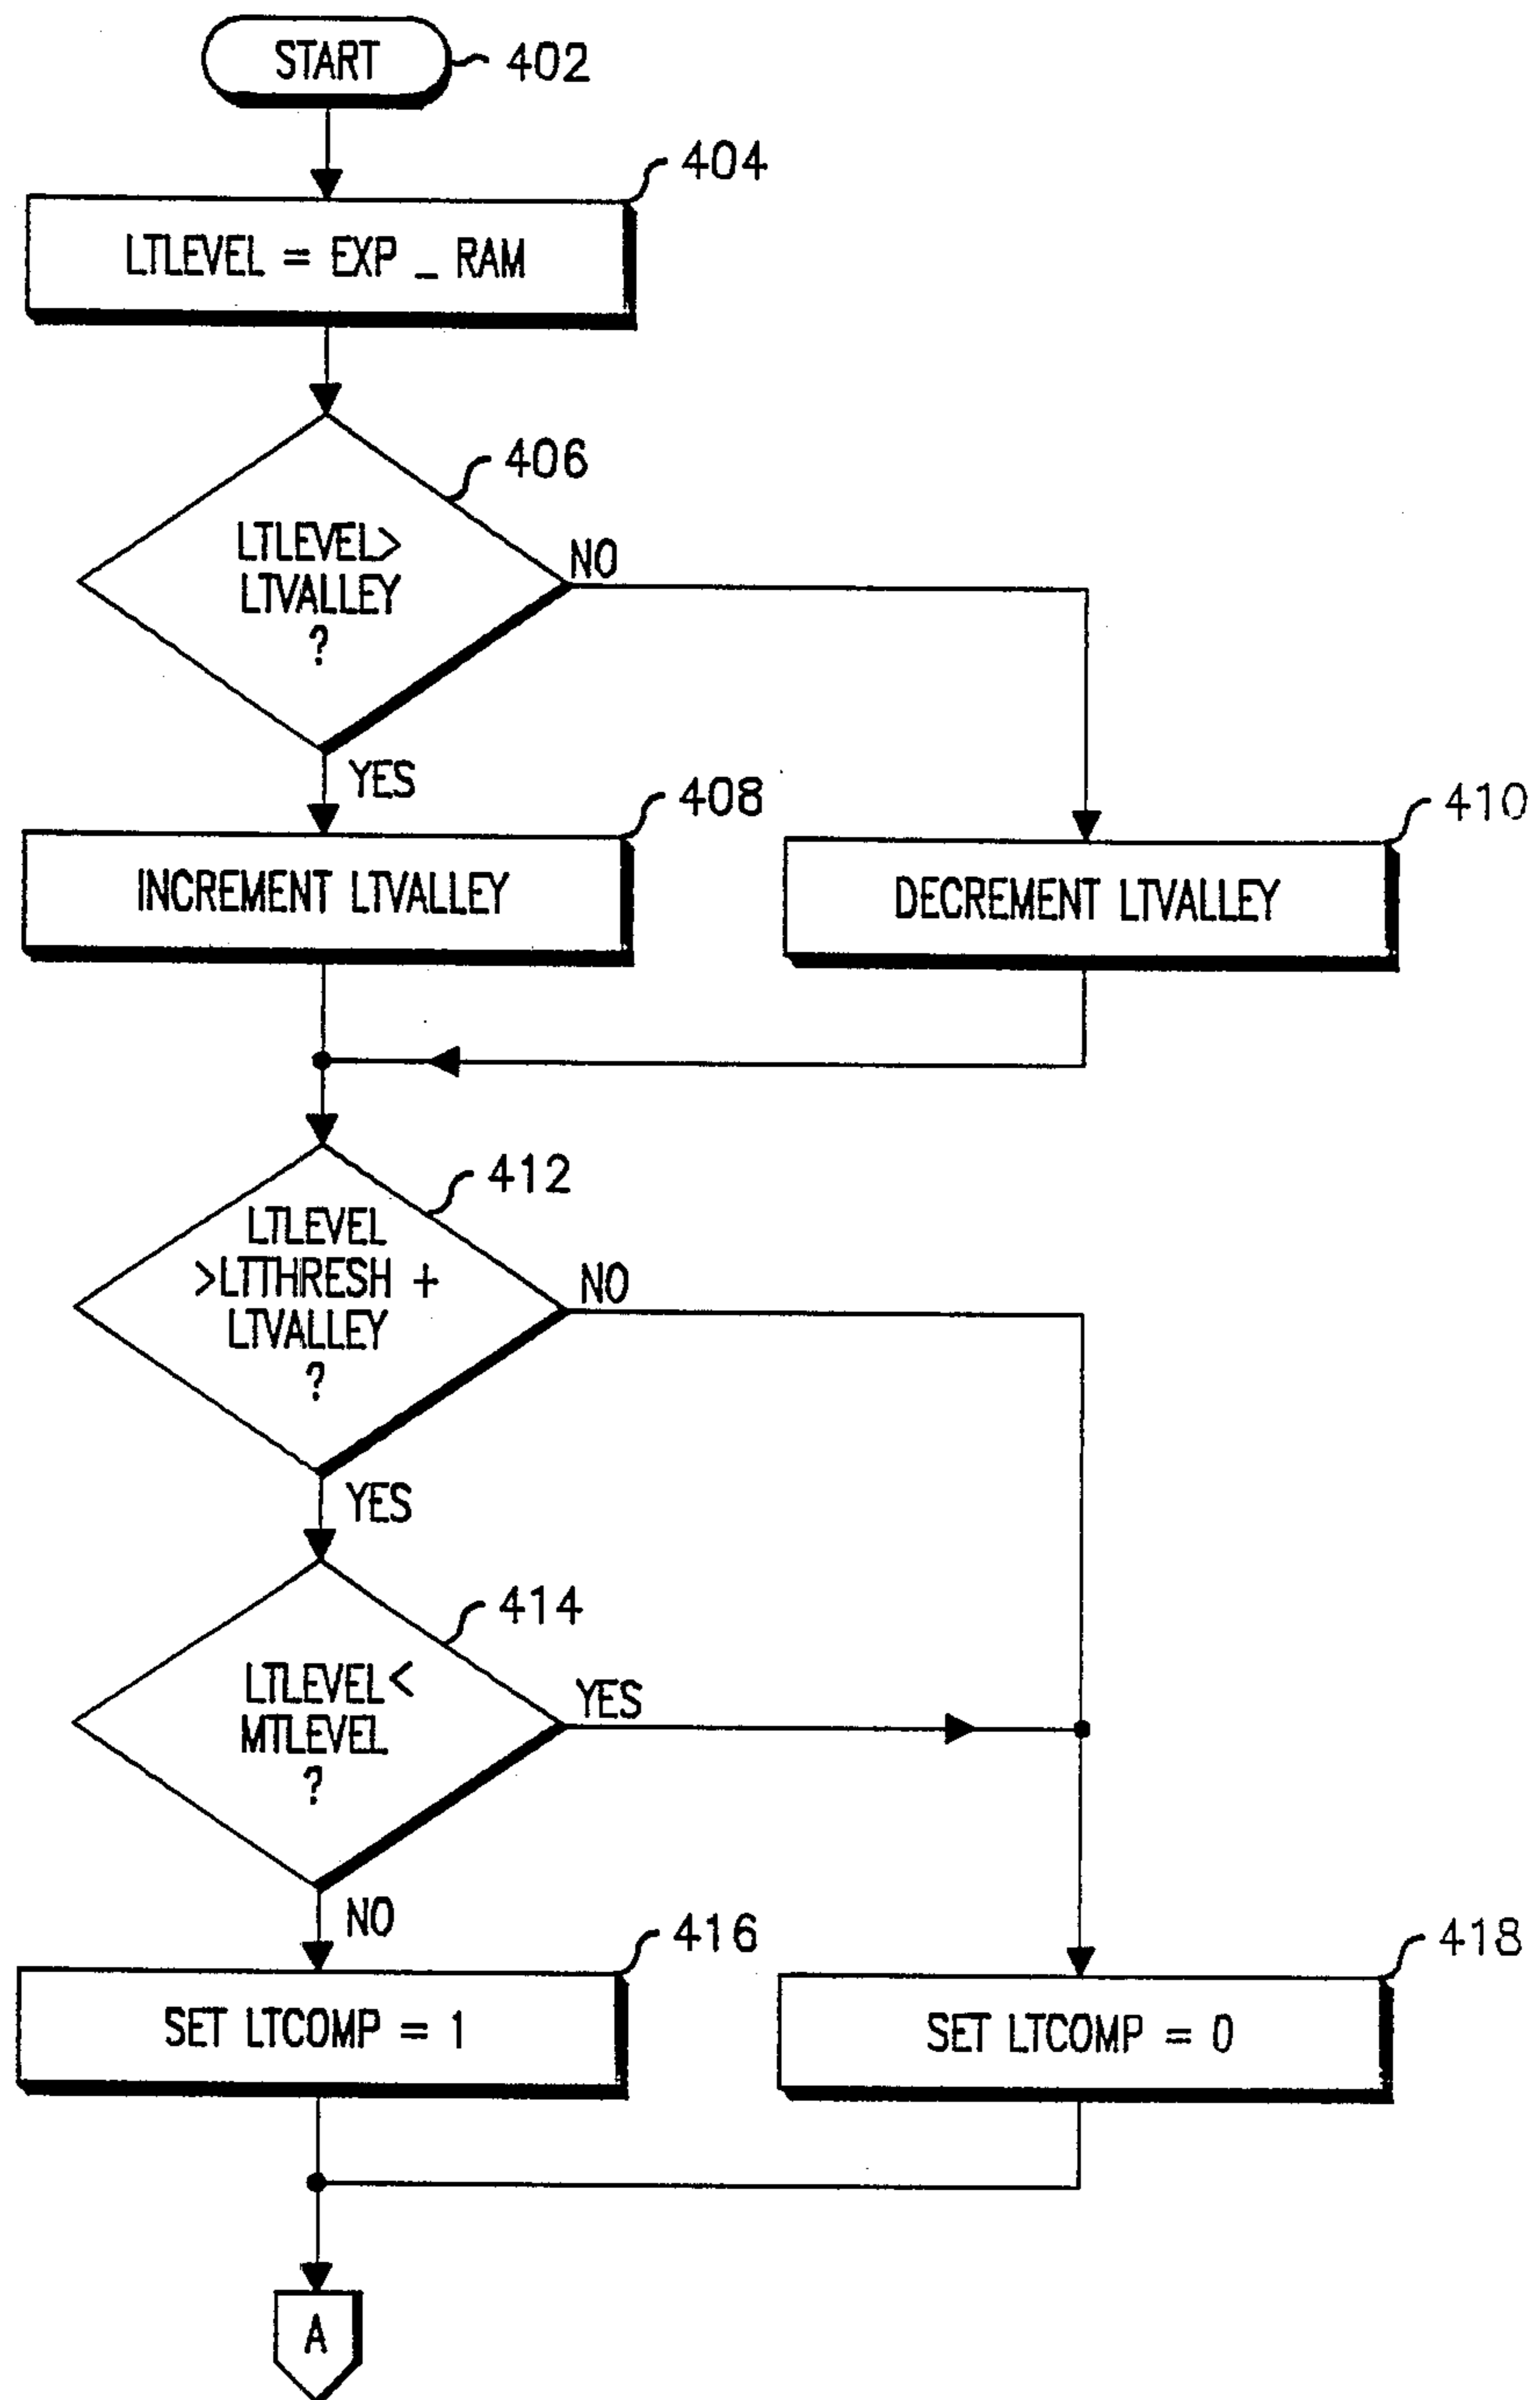 START
402
404
LTLEVEL = EXP _ RAM
406
LTLEVEL>
LTVALLEY
?
NO
YES
408
INCREMENT LTVALLEY
410
DECREMENT LTVALLEY
412
LTLEVEL
>LTTHRESH +
LTVALLEY
?
NO
YES
414
LTLEVEL<
MTLEVEL
?
YES
NO
416
SET LTCOMP = 1
418
SET LTCOMP = 0
A